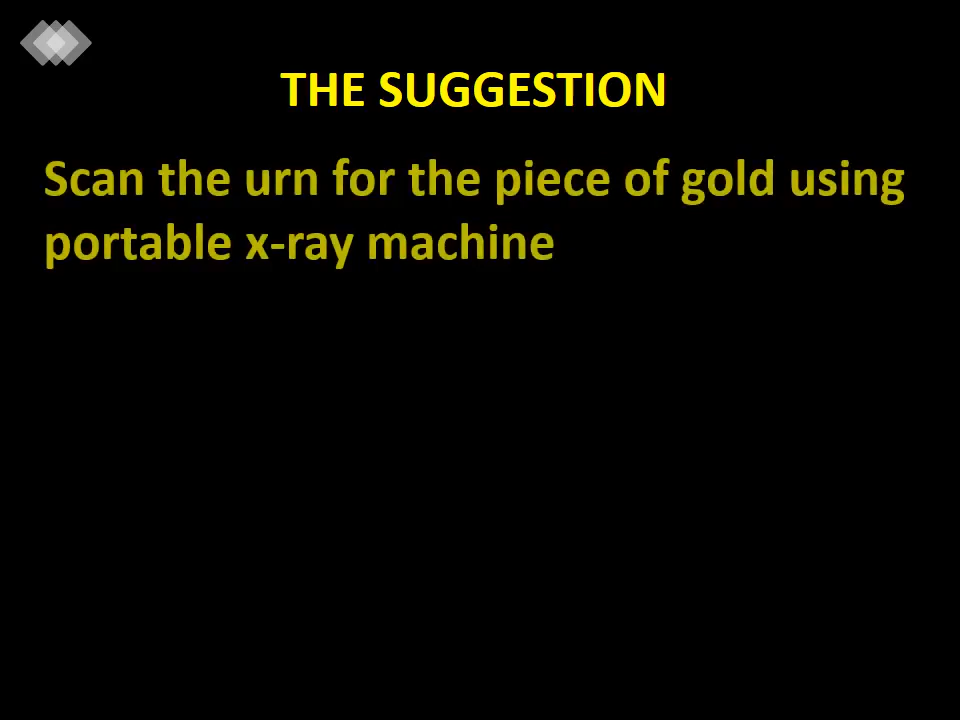 THE SUGGESTION
Scan the urn for the piece of gold using
portable x-ray machine